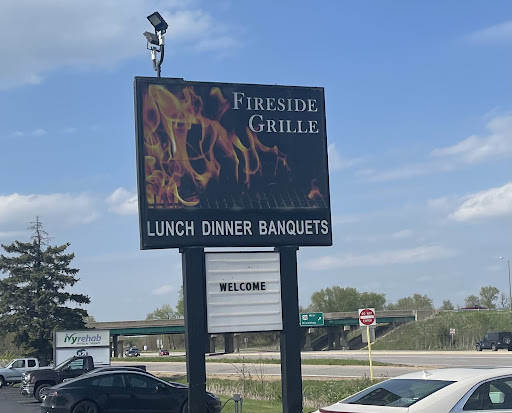 FIRESIDE
GRILLE
LUNCH DINNER BANQUETS
WELCOME
ivyrehab